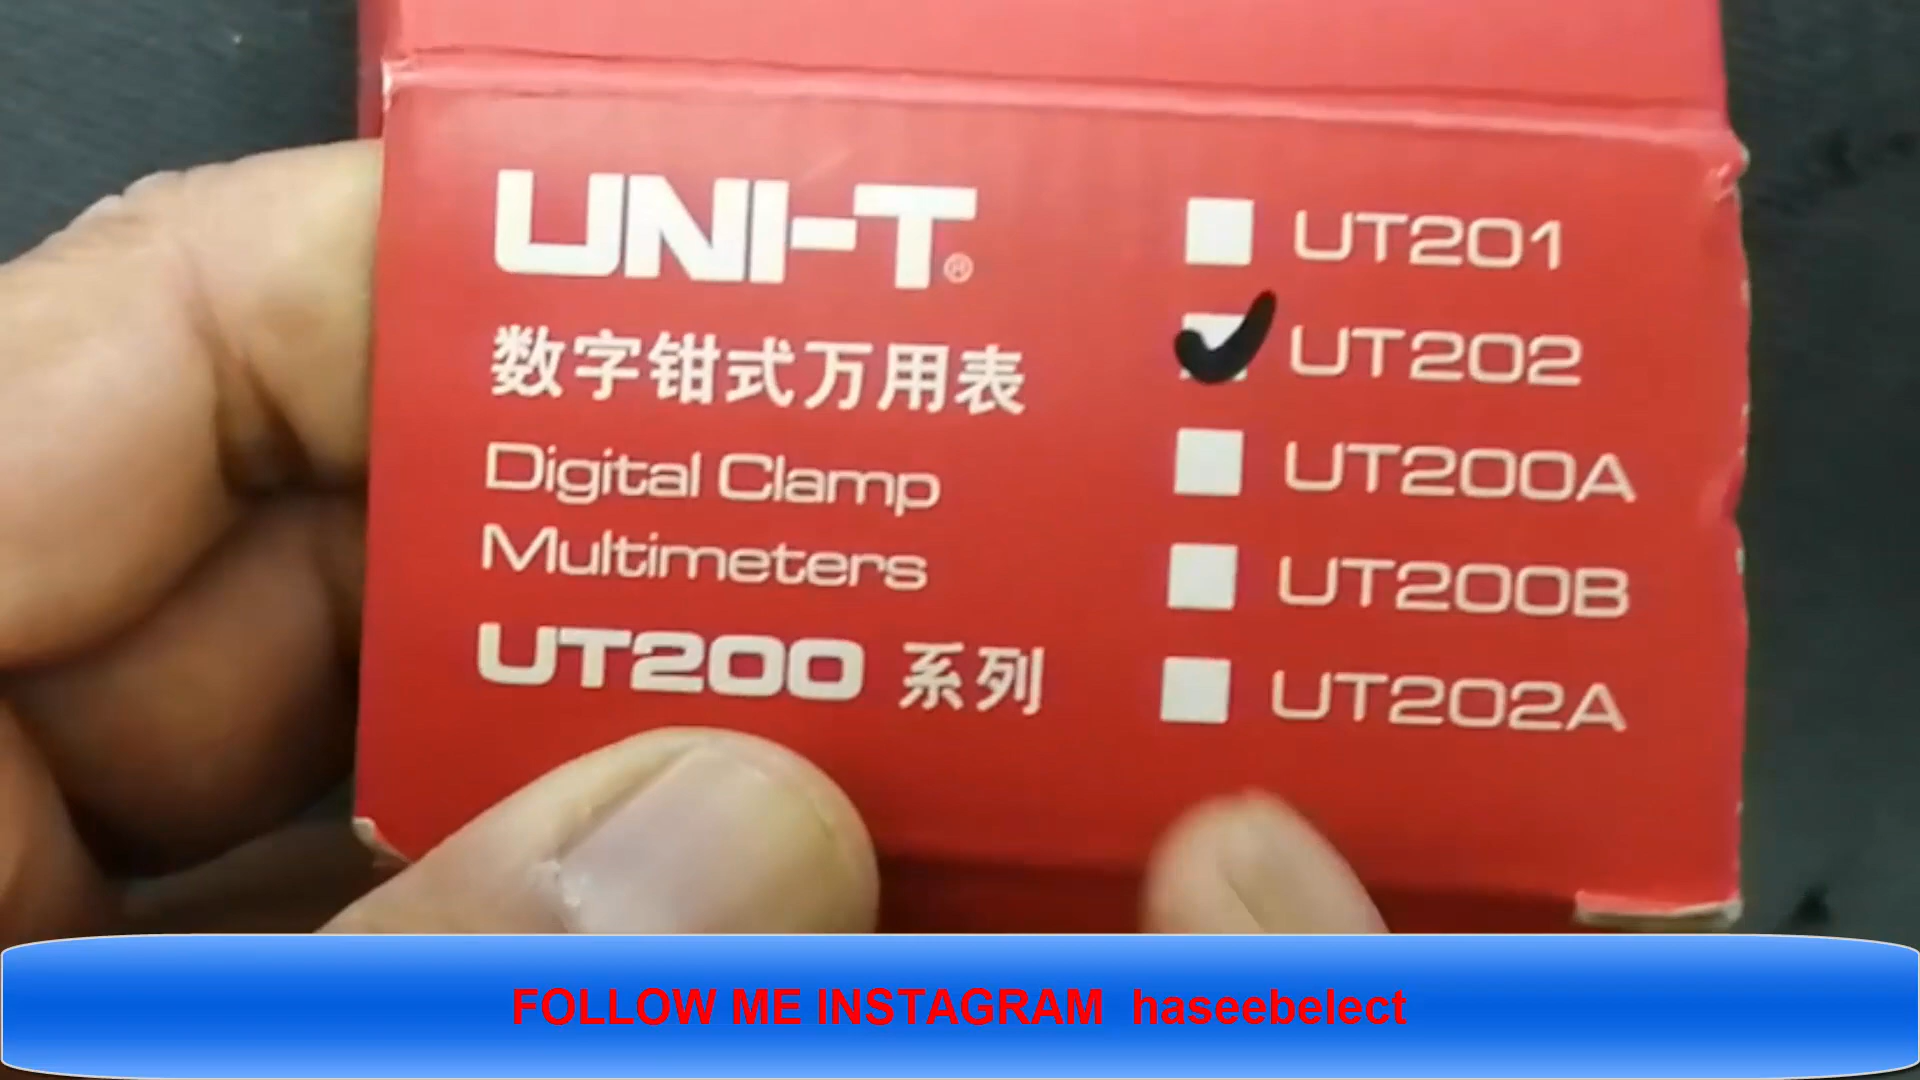 UNI-T®
数字钳式万用表
Digital Clamp
Multimeters
UT200 系列
UT201
UT202
UT200A
UT200B
UT202A
FOLLOW ME INSTAGRAM haseebelect